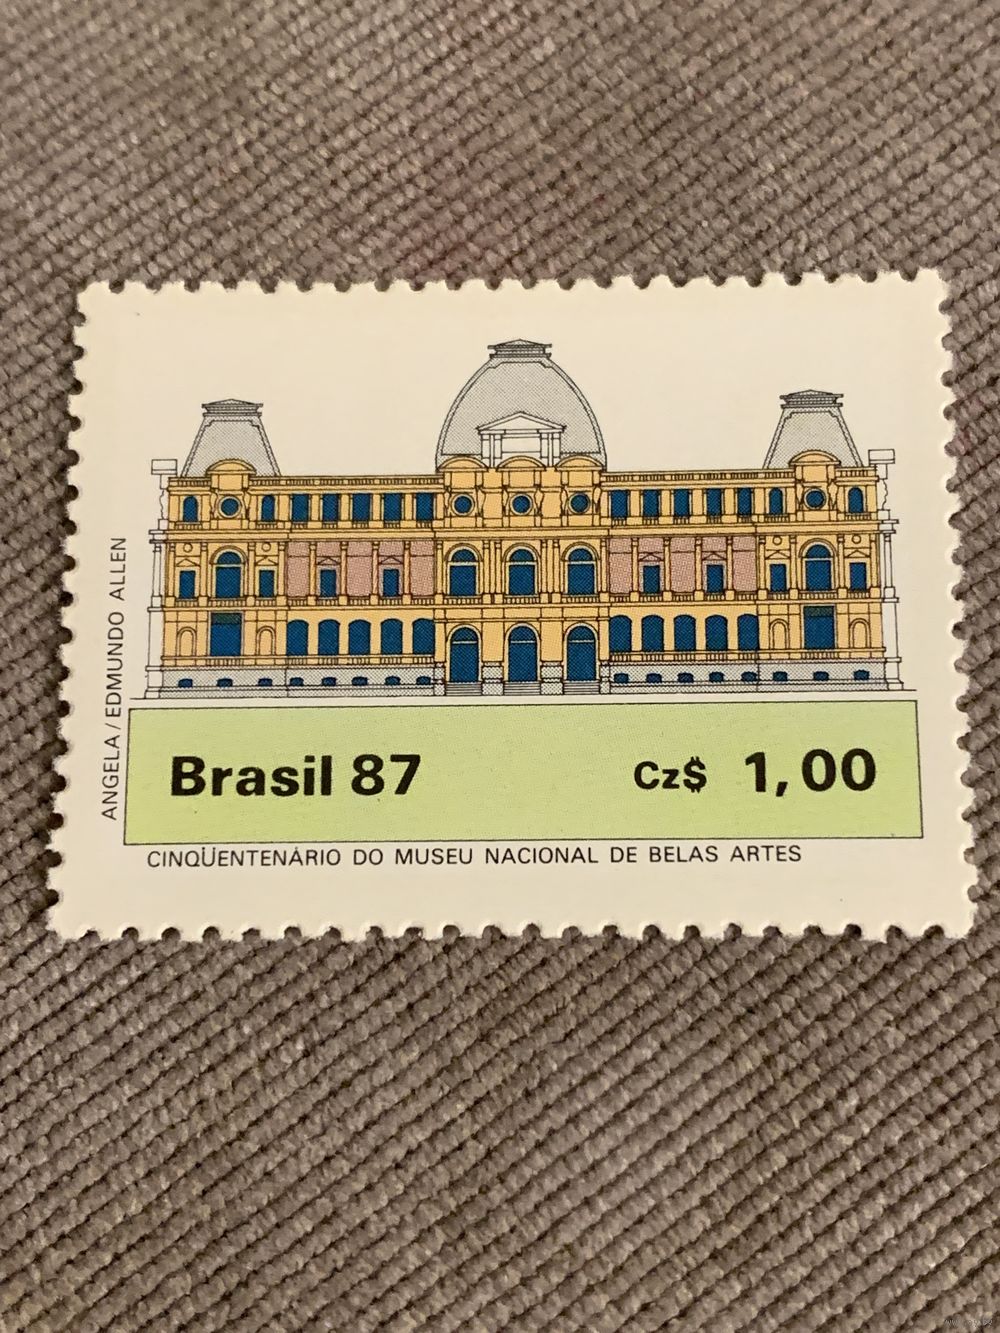 ANGELA / EDMUNDO ALLEN
Brasil 87
Cz$ 1,00
CINQÜENTENÁRIO DO MUSEU NACIONAL DE BELAS ARTES